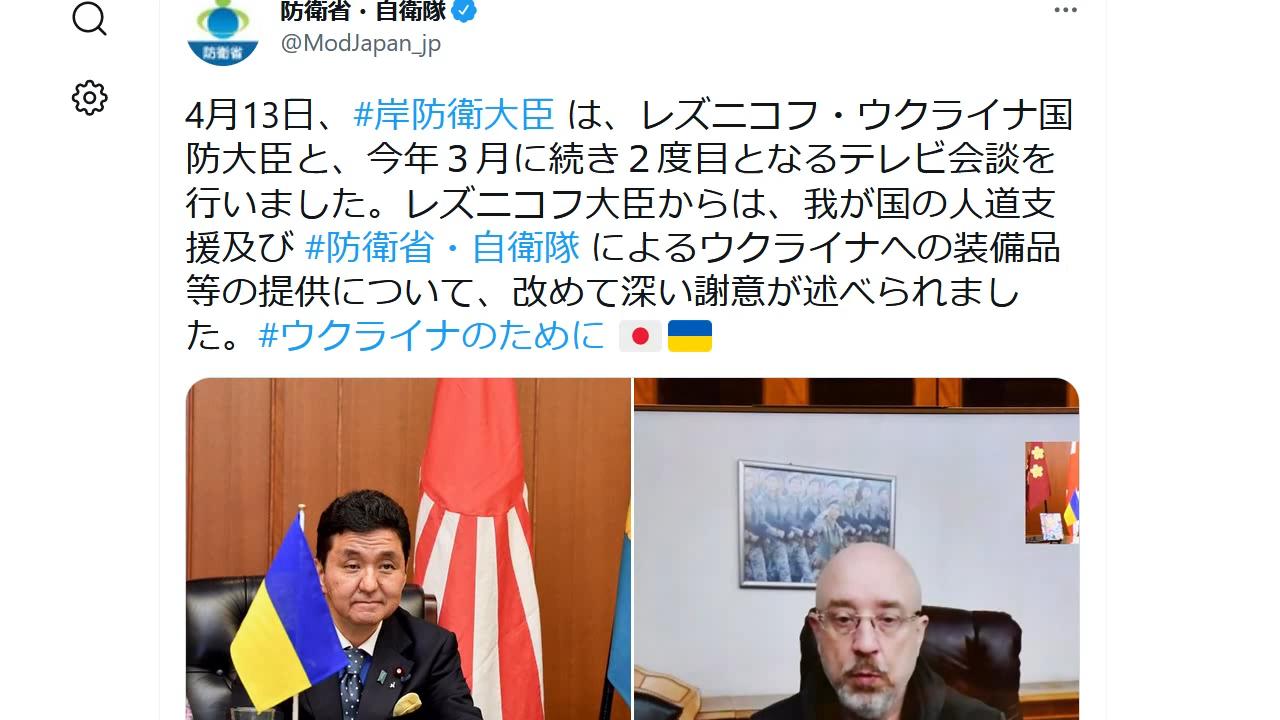 防衛省・自衛隊
防衛省
@ModJapan_jp
4月13日、#岸防衛大臣 は、レズニコフ・ウクライナ国
防大臣と、今年３月に続き２度目となるテレビ会談を
行いました。レズニコフ大臣からは、我が国の人道支
援及び #防衛省・自衛隊 によるウクライナへの装備品
等の提供について、改めて深い謝意が述べられまし
た。#ウクライナのために